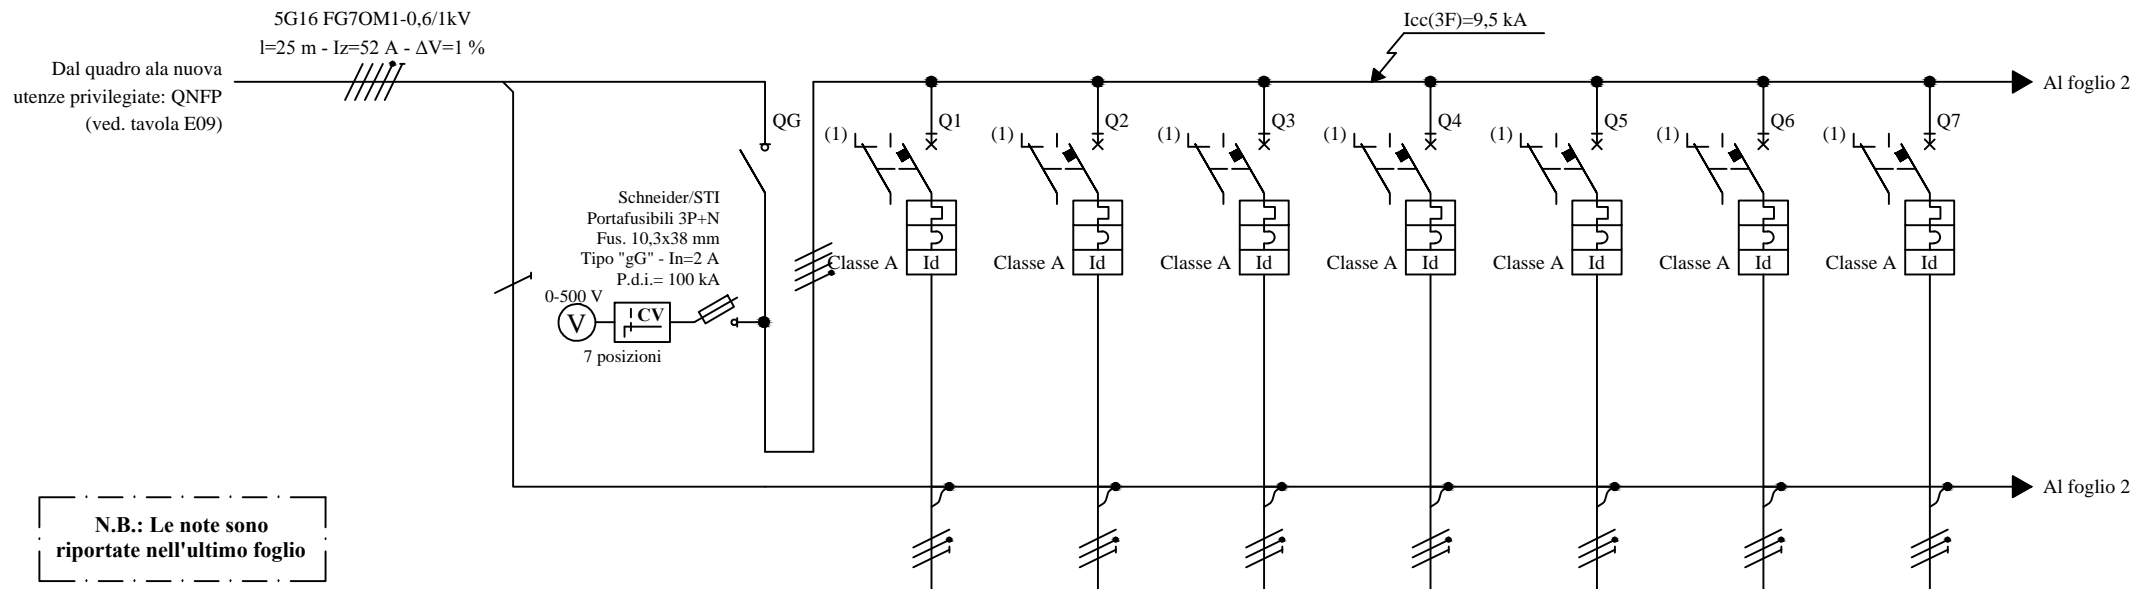 5G16 FG7OM1-0,6/1kV
l=25 m - Iz=52 A - ΔV=1 %
Dal quadro ala nuova
utenze privilegiate: QNFP
(ved. tavola E09)
Icc(3F)=9,5 kA
Al foglio 2
QG
(1) Q1
(1) Q2
(1) Q3
(1) Q4
(1) Q5
(1) Q6
(1) Q7
Schneider/STI
Portafusibili 3P+N
Fus. 10,3x38 mm
Tipo "gG" - In=2 A
P.d.i.= 100 kA
Classe A Id
Classe A Id
Classe A Id
Classe A Id
Classe A Id
Classe A Id
Classe A Id
0-500 V
V
CV
7 posizioni
Al foglio 2
N.B.: Le note sono
riportate nell'ultimo foglio